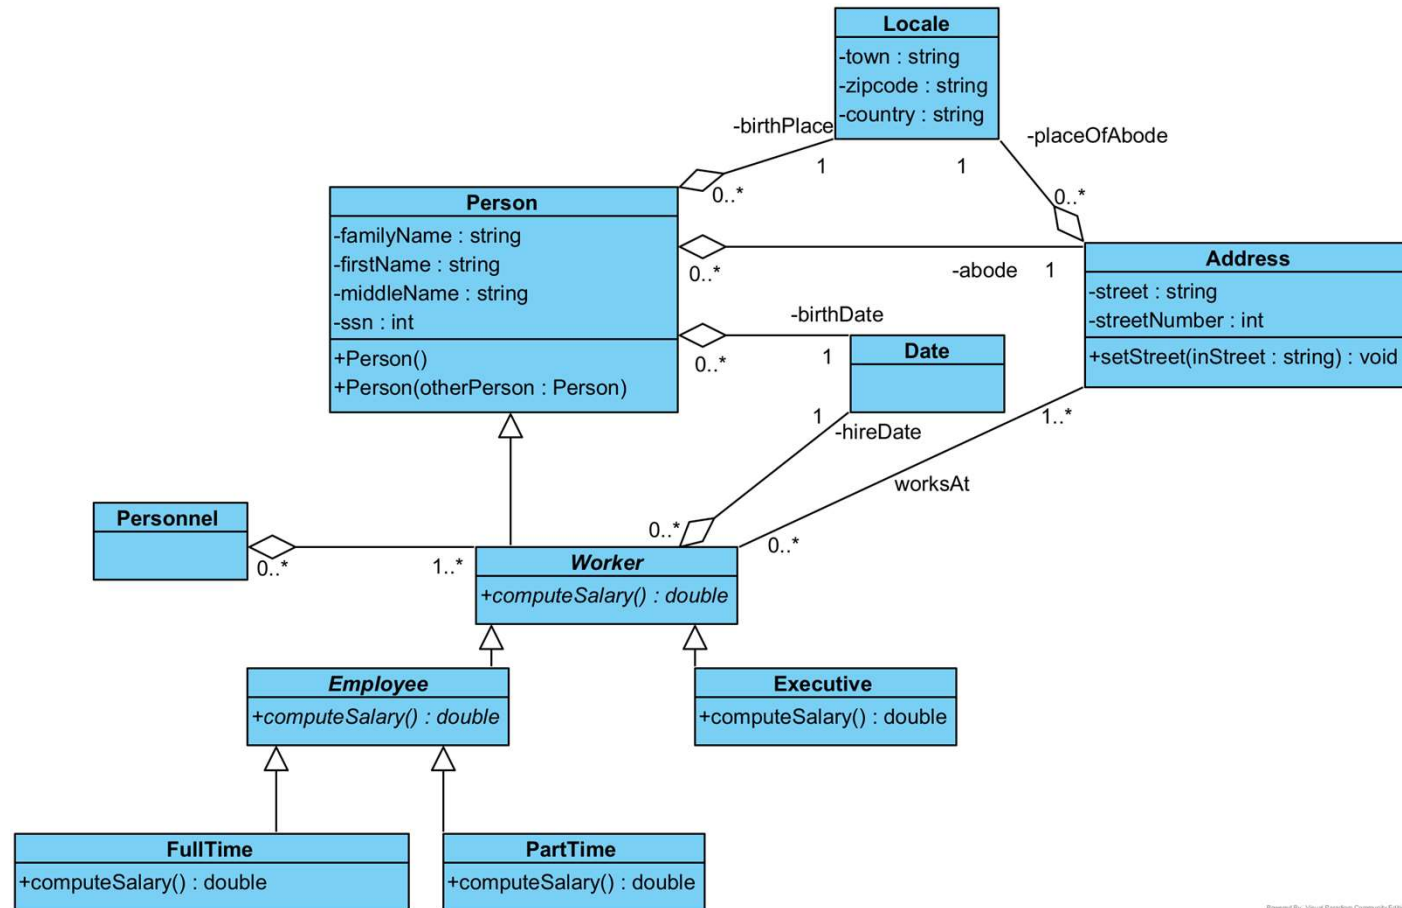 Locale
-town : string
-zipcode : string
-country : string
-birthPlace
1
0..*
1
-placeOfAbode
0..*
Person
-familyName : string
-firstName : string
-middleName : string
-ssn : int
+Person()
+Person(otherPerson : Person)
0..*
-abode
1
Address
-street : string
-streetNumber : int
+setStreet(inStreet : string) : void
-birthDate
0..*
1
Date
1
-hireDate
0..*
1..*
worksAt
0..*
Personnel
0..*
1..*
Worker
+computeSalary() : double
Employee
+computeSalary() : double
Executive
+computeSalary() : double
FullTime
+computeSalary() : double
PartTime
+computeSalary() : double